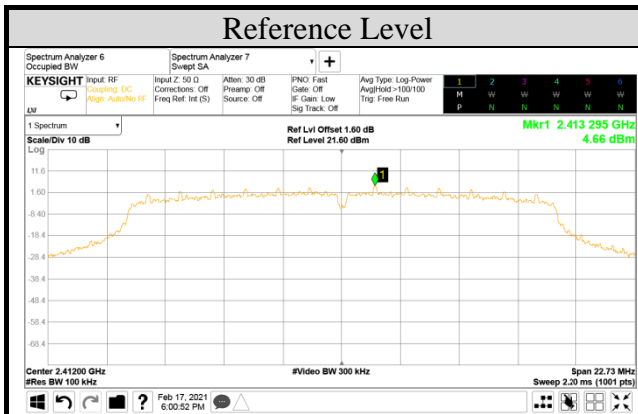 Reference Level
Spectrum Analyzer 6
Occupied BW
Spectrum Analyzer 7
Swept SA
KEYSIGHT
Input: RF
Coupling: DC
Align: Auto/No RF
Input Z: 50 Ω
Corrections: Off
Freq Ref: Int (S)
Atten: 30 dB
Preamp: Off
Source: Off
PNO: Fast
Gate: Off
IF Gain: Low
Sig Track: Off
Avg Type: Log-Power
Avg|Hold:>100/100
Trig: Free Run
1 2 3 4 5 6
M W W W W W
P N N N N N
LXI
1 Spectrum
Scale/Div 10 dB
Ref Lvl Offset 1.60 dB
Ref Level 21.60 dBm
Mkr1 2.413 295 GHz
4.66 dBm
Log
11.6
1.60
-8.40
-18.4
-28.4
-38.4
-48.4
-58.4
-68.4
1
Center 2.41200 GHz
#Video BW 300 kHz
Span 22.73 MHz
#Res BW 100 kHz
Sweep 2.20 ms (1001 pts)
Feb 17, 2021
6:00:52 PM